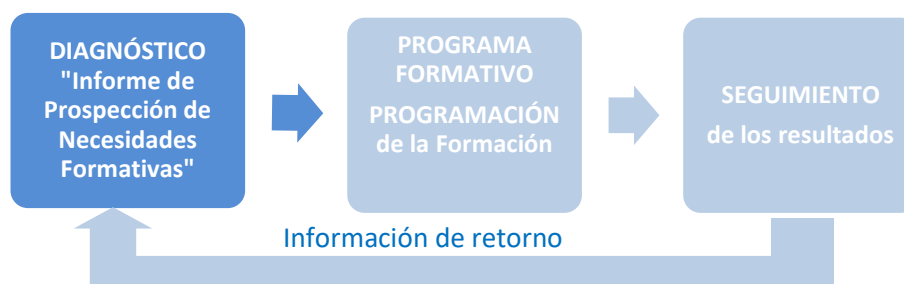 DIAGNÓSTICO
"Informe de
Prospección de
Necesidades
Formativas"
PROGRAMA
FORMATIVO
PROGRAMACIÓN
de la Formación
SEGUIMIENTO
de los resultados
Información de retorno